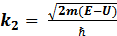 k₂ = √(2m(E-U)) / ℏ